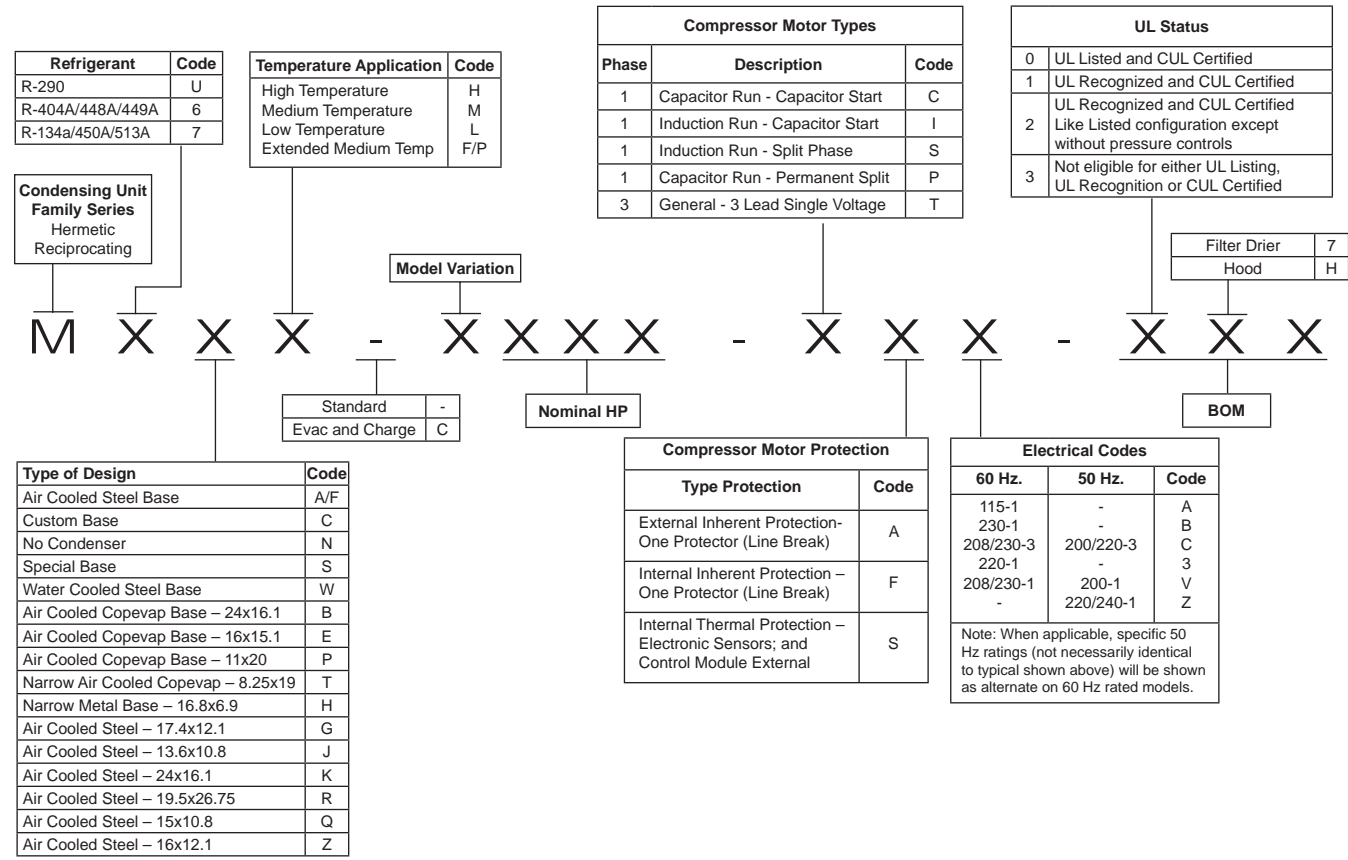 Refrigerant Code
R-290 U
R-404A/448A/449A 6
R-134a/450A/513A 7
Temperature Application Code
High Temperature H
Medium Temperature M
Low Temperature L
Extended Medium Temp F/P
Compressor Motor Types
Phase Description Code
1 Capacitor Run - Capacitor Start C
1 Induction Run - Capacitor Start I
1 Induction Run - Split Phase S
1 Capacitor Run - Permanent Split P
3 General - 3 Lead Single Voltage T
UL Status
0 UL Listed and CUL Certified
1 UL Recognized and CUL Certified
UL Recognized and CUL Certified
2 Like Listed configuration except
without pressure controls
3 Not eligible for either UL Listing,
UL Recognition or CUL Certified
Condensing Unit
Family Series
Hermetic
Reciprocating
Model Variation
Filter Drier 7
Hood H
M X X X - X X X X - X X X - X X X
Standard -
Evac and Charge C
Nominal HP
BOM
Type of Design Code
Air Cooled Steel Base A/F
Custom Base C
No Condenser N
Special Base S
Water Cooled Steel Base W
Air Cooled Copevap Base – 24x16.1 B
Air Cooled Copevap Base – 16x15.1 E
Air Cooled Copevap Base – 11x20 P
Narrow Air Cooled Copevap – 8.25x19 T
Narrow Metal Base – 16.8x6.9 H
Air Cooled Steel – 17.4x12.1 G
Air Cooled Steel – 13.6x10.8 J
Air Cooled Steel – 24x16.1 K
Air Cooled Steel – 19.5x26.75 R
Air Cooled Steel – 15x10.8 Q
Air Cooled Steel – 16x12.1 Z
Compressor Motor Protection
Type Protection Code
External Inherent Protection-
One Protector (Line Break) A
Internal Inherent Protection –
One Protector (Line Break) F
Internal Thermal Protection –
Electronic Sensors; and S
Control Module External
Electrical Codes
60 Hz. 50 Hz. Code
115-1 - A
230-1 - B
208/230-3 200/220-3 C
220-1 - 3
208/230-1 200-1 V
- 220/240-1 Z
Note: When applicable, specific 50
Hz ratings (not necessarily identical
to typical shown above) will be shown
as alternate on 60 Hz rated models.